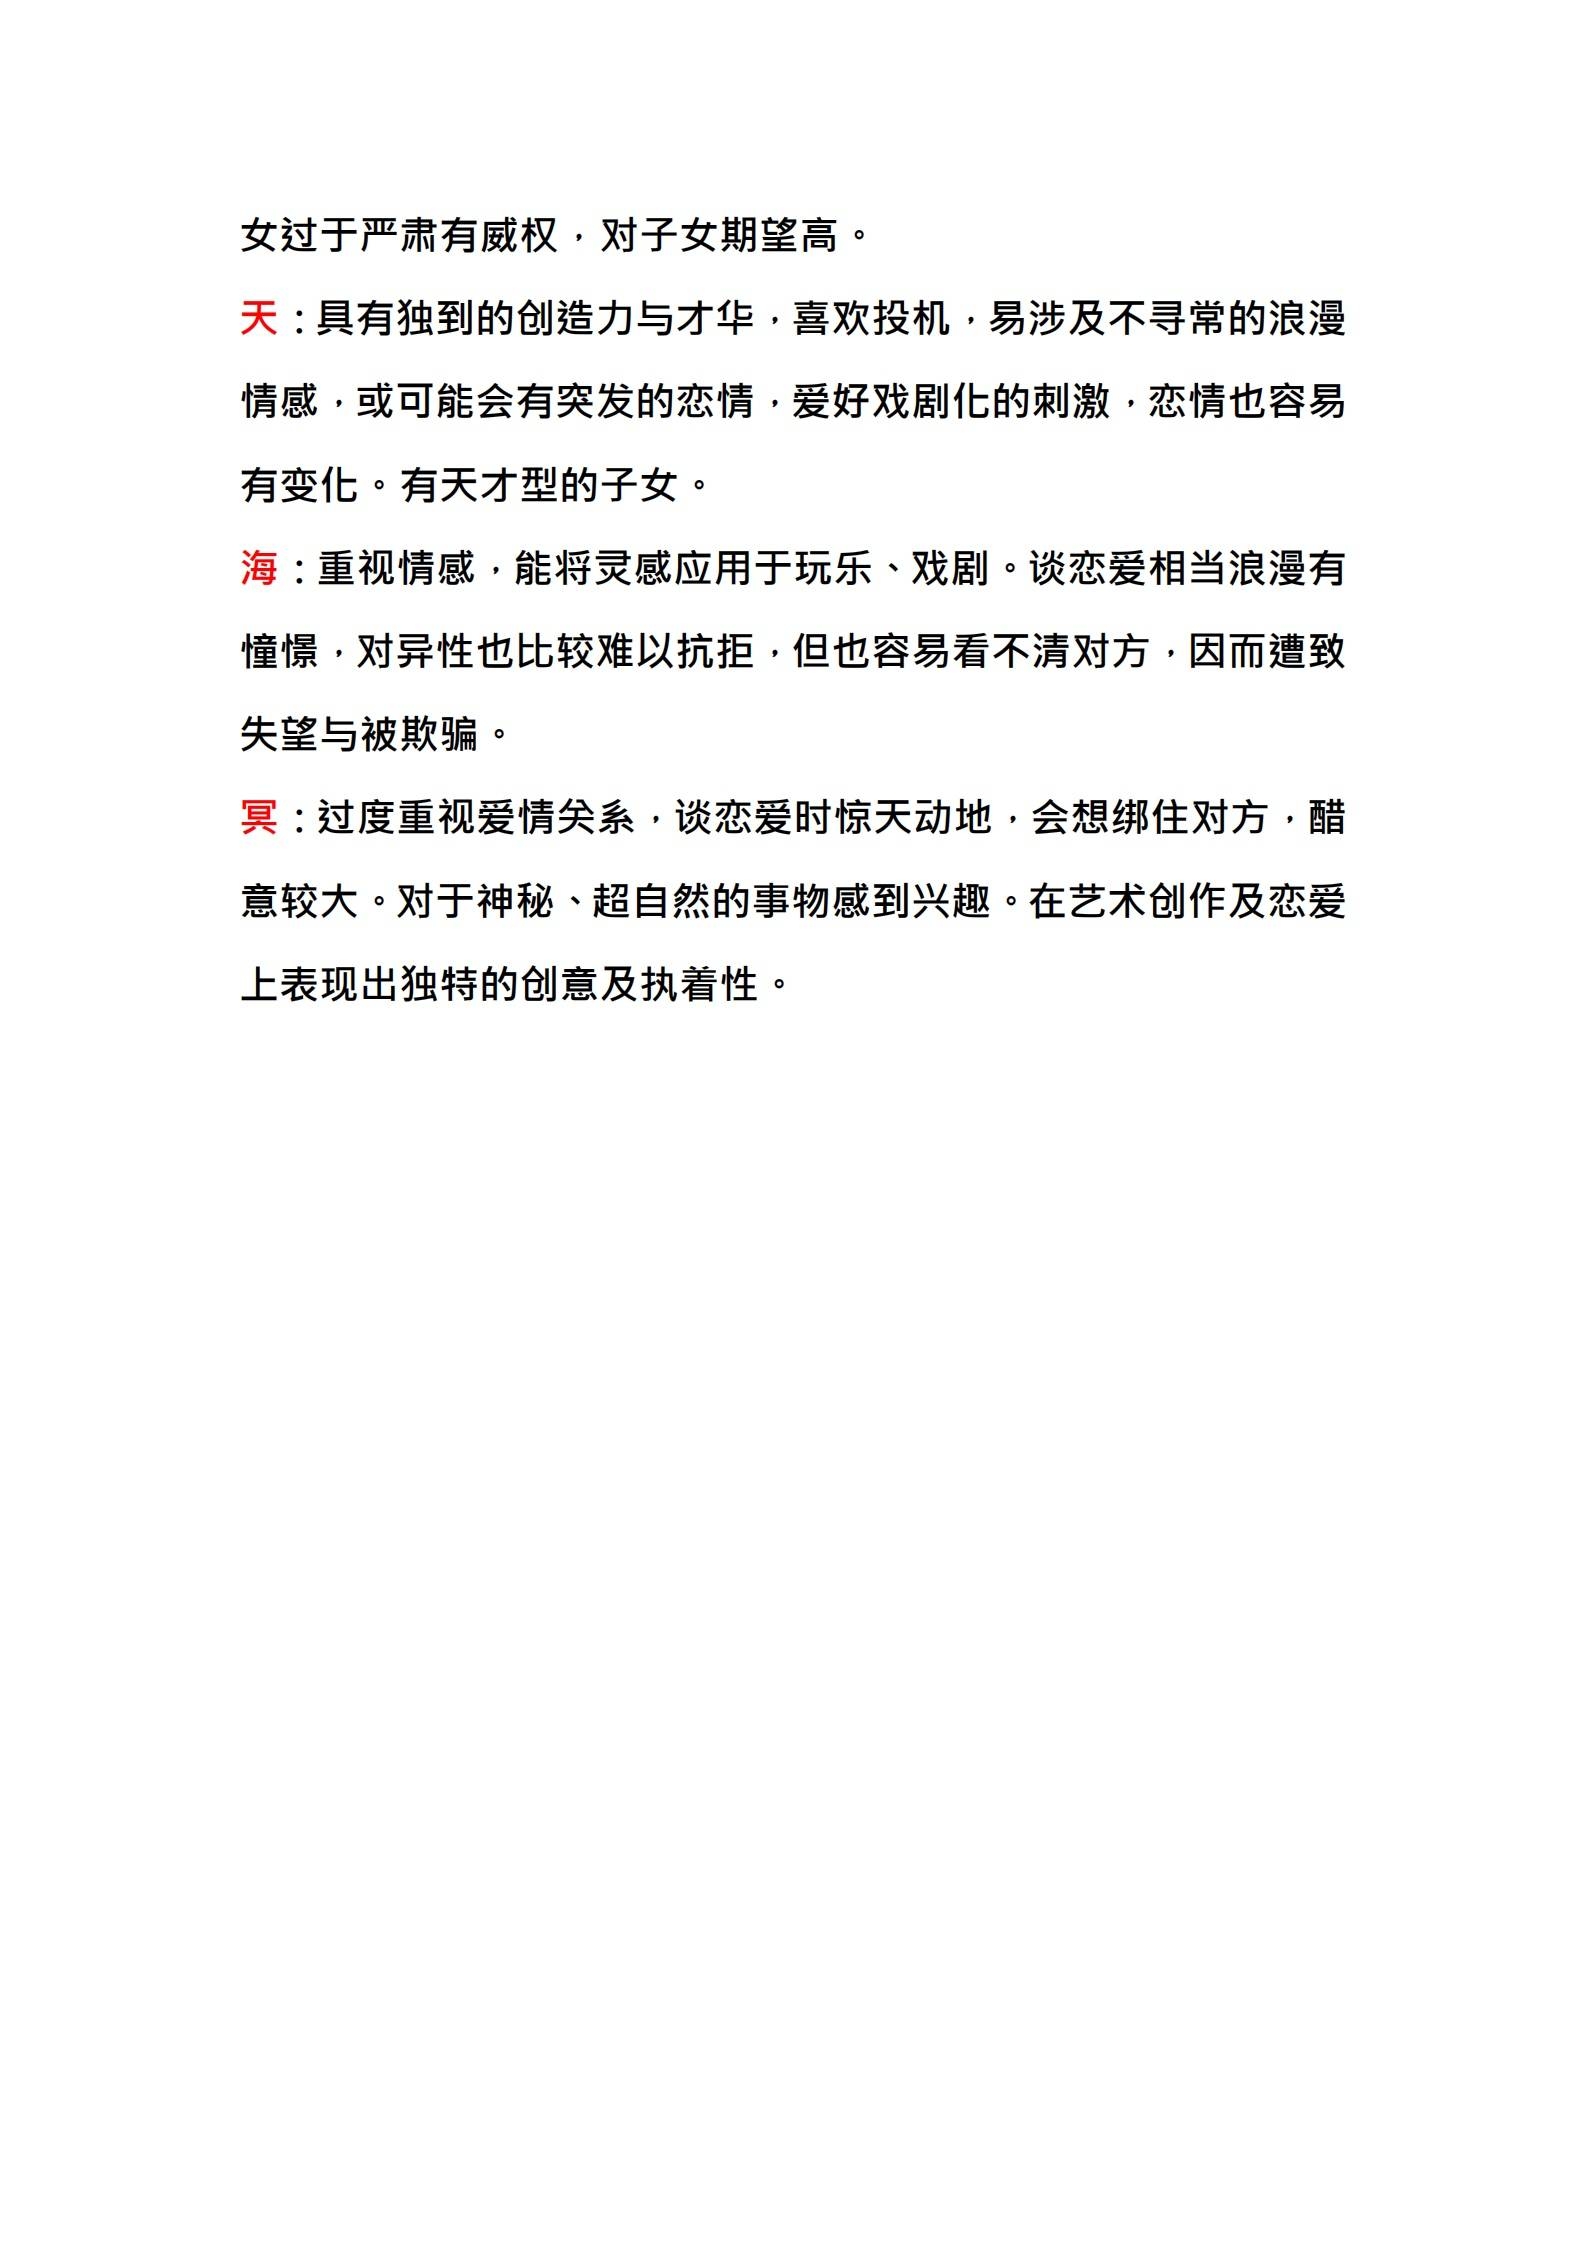 女过于严肃有威权，对子女期望高。
天：具有独到的创造力与才华，喜欢投机，易涉及不寻常的浪漫
情感，或可能会有突发的恋情，爱好戏剧化的刺激，恋情也容易
有变化。有天才型的子女。
海：重视情感，能将灵感应用于玩乐、戏剧。谈恋爱相当浪漫有
憧憬，对异性也比较难以抗拒，但也容易看不清对方，因而遭致
失望与被欺骗。
冥：过度重视爱情关系，谈恋爱时惊天动地，会想绑住对方，醋
意较大。对于神秘、超自然的事物感到兴趣。在艺术创作及恋爱
上表现出独特的创意及执着性。